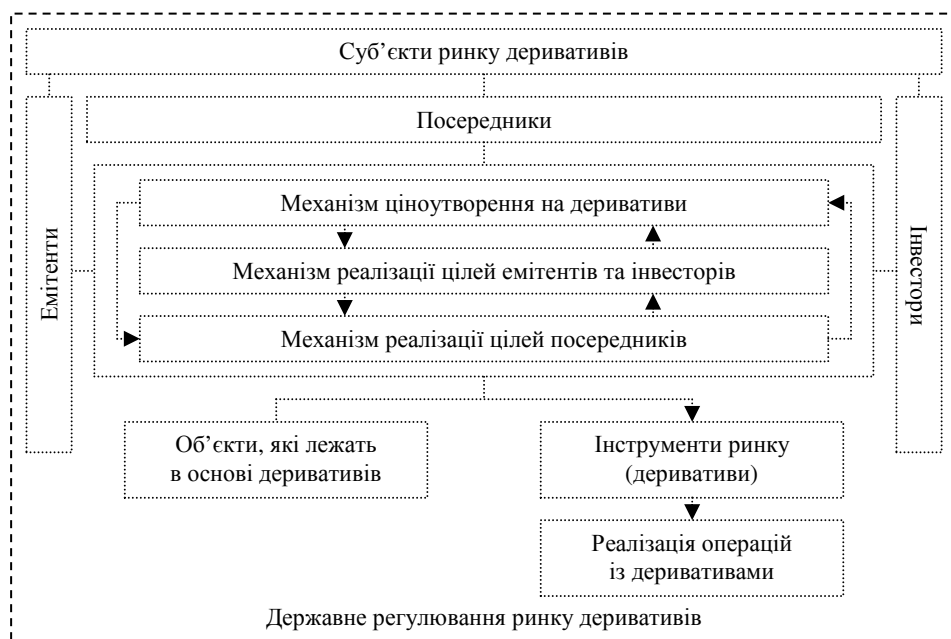 Суб’єкти ринку деривативів
Посередники
Емітенти
Механізм ціноутворення на деривативи
Механізм реалізації цілей емітентів та інвесторів
Механізм реалізації цілей посередників
Інвестори
Об’єкти, які лежать
в основі деривативів
Інструменти ринку
(деривативи)
Реалізація операцій
із деривативами
Державне регулювання ринку деривативів